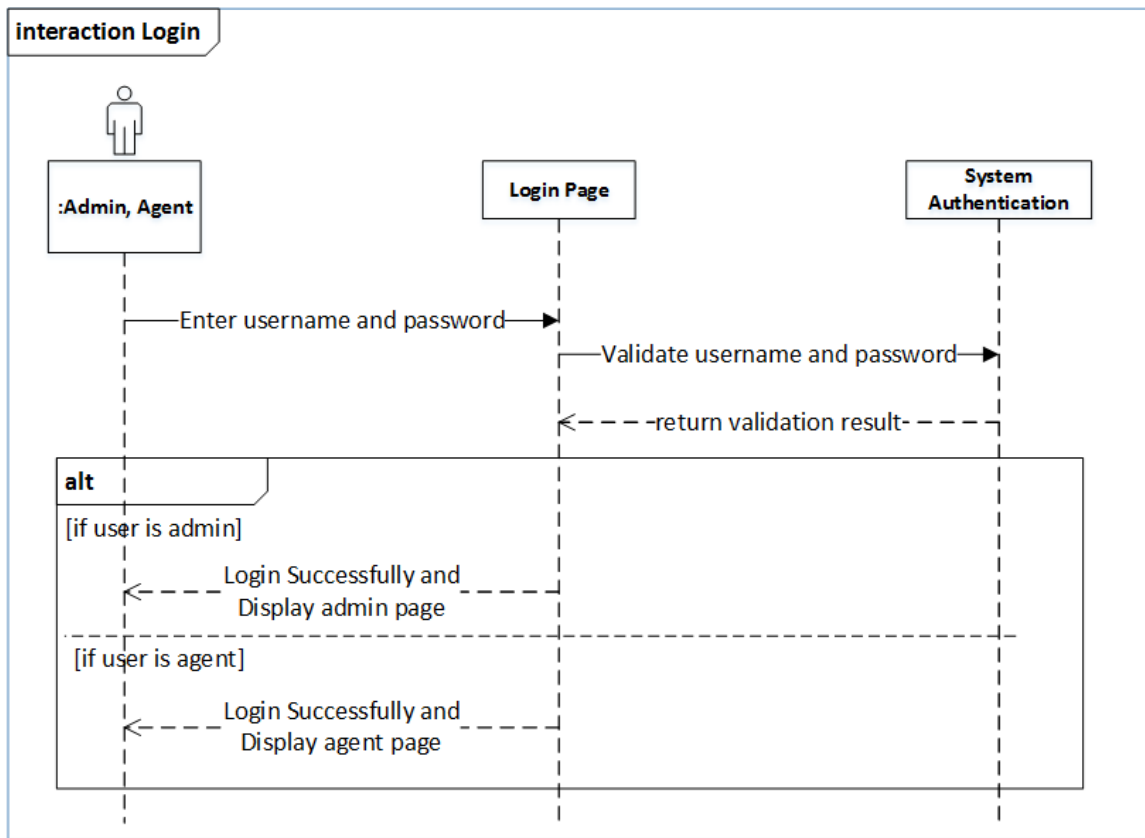 interaction Login
:Admin, Agent
Login Page
System
Authentication
Enter username and password
Validate username and password
return validation result
alt
[if user is admin]
Login Successfully and
Display admin page
[if user is agent]
Login Successfully and
Display agent page